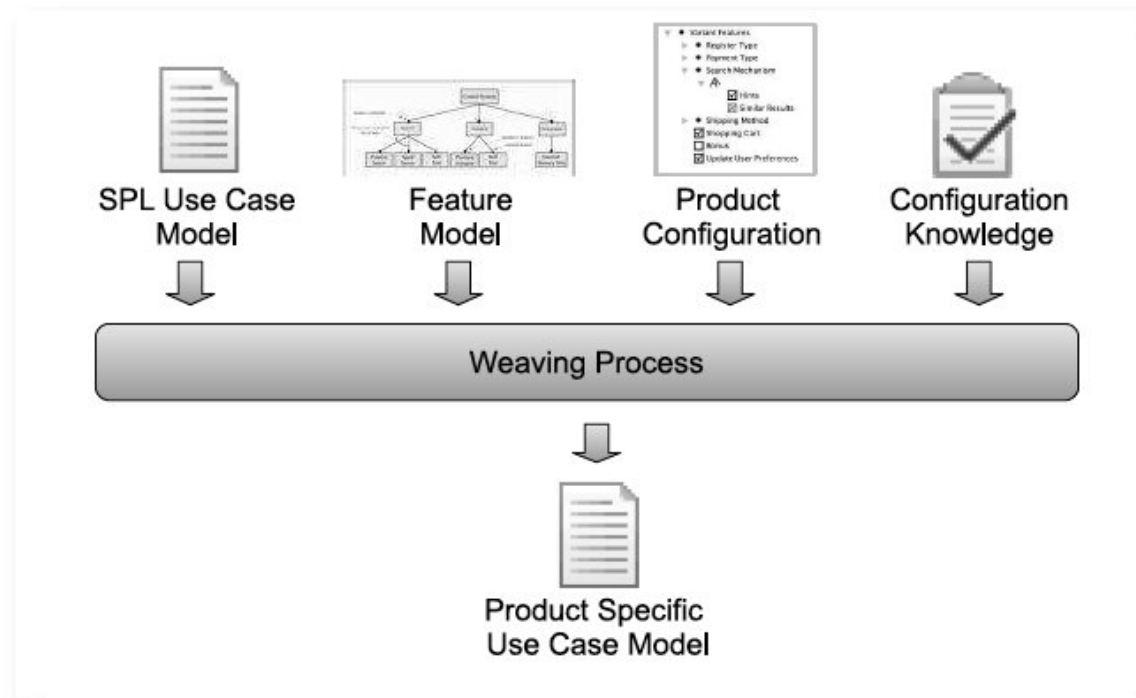 Variant Features
Register Type
Payment Type
Search Mechanism
Hints
Similar Results
Shipping Method
Shopping Cart
Bonus
Update User Preferences
SPL Use Case
Model
Feature
Model
Product
Configuration
Configuration
Knowledge
Weaving Process
Product Specific
Use Case Model